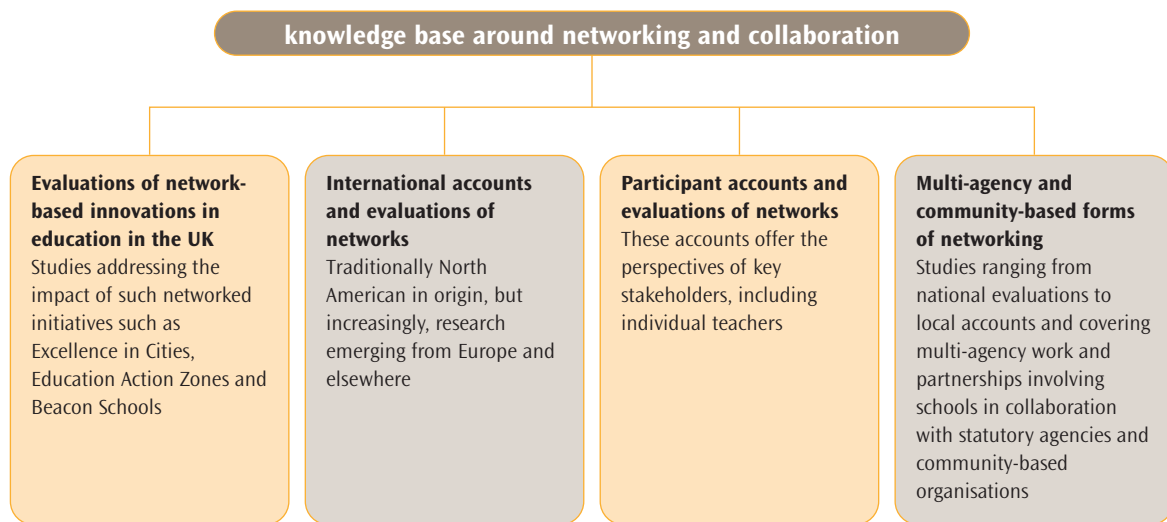 knowledge base around networking and collaboration
Evaluations of network-
based innovations in
education in the UK
Studies addressing the
impact of such networked
initiatives such as
Excellence in Cities,
Education Action Zones and
Beacon Schools
International accounts
and evaluations of
networks
Traditionally North
American in origin, but
increasingly, research
emerging from Europe and
elsewhere
Participant accounts and
evaluations of networks
These accounts offer the
perspectives of key
stakeholders, including
individual teachers
Multi-agency and
community-based forms
of networking
Studies ranging from
national evaluations to
local accounts and covering
multi-agency work and
partnerships involving
schools in collaboration
with statutory agencies and
community-based
organisations